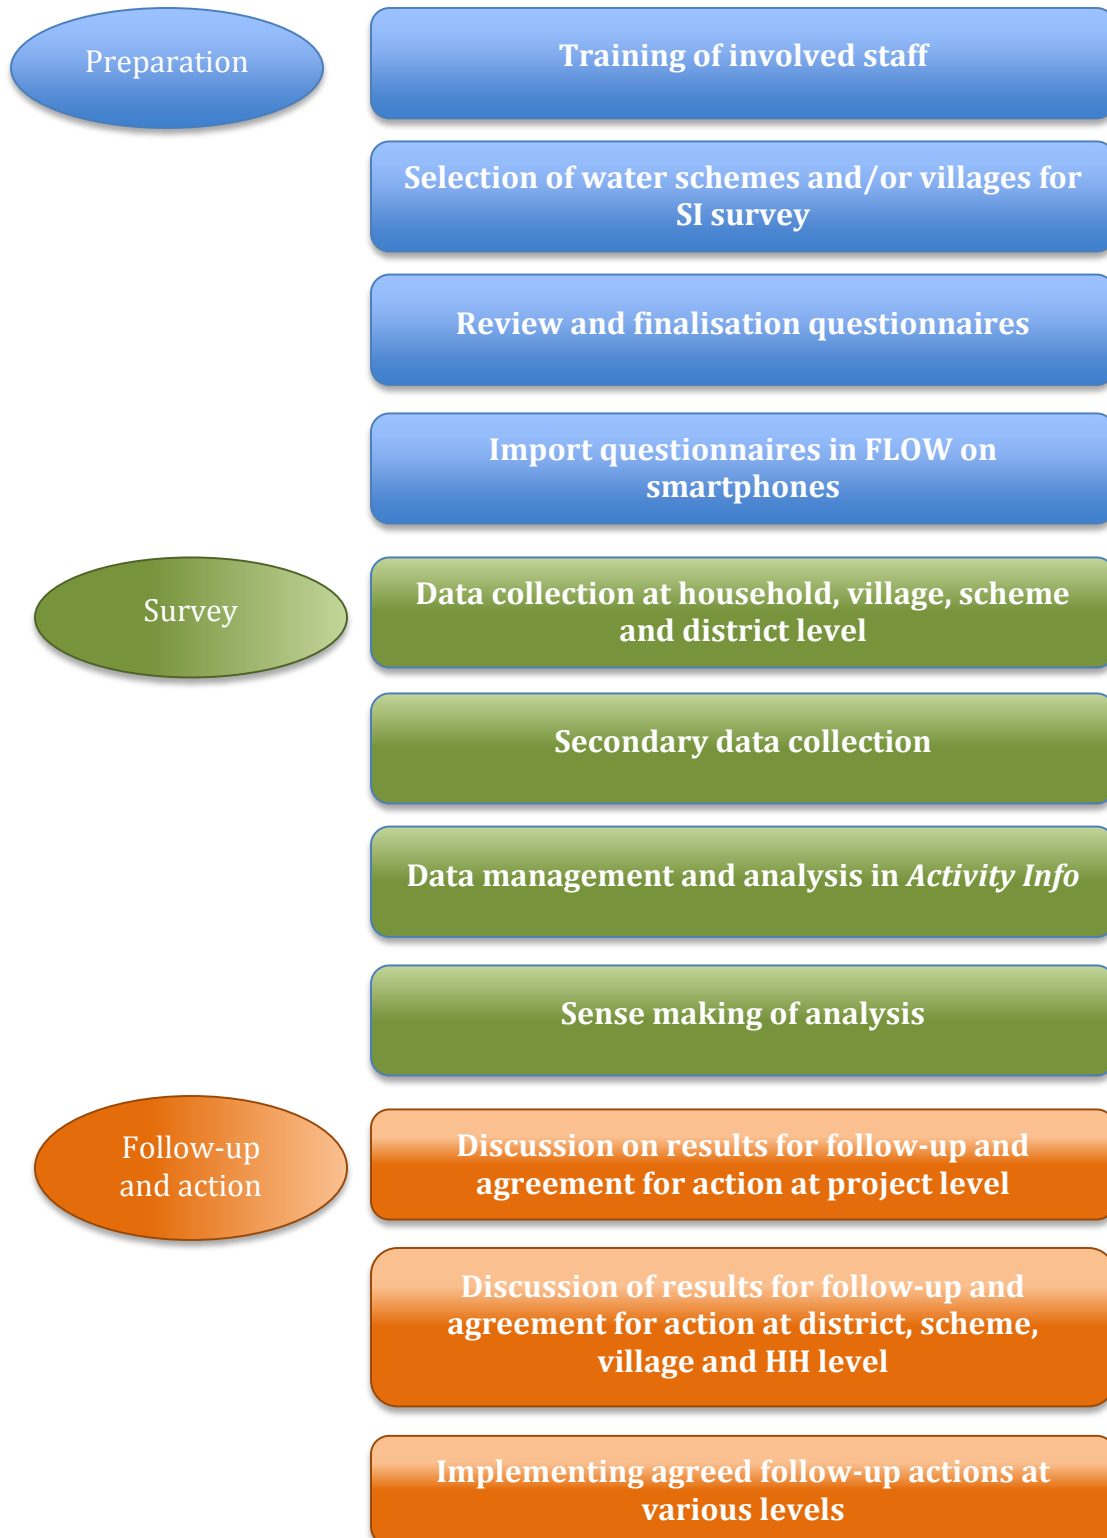 Preparation
Training of involved staff
Selection of water schemes and/or villages for
SI survey
Review and finalisation questionnaires
Import questionnaires in FLOW on
smartphones
Survey
Data collection at household, village, scheme
and district level
Secondary data collection
Data management and analysis in Activity Info
Sense making of analysis
Follow-up
and action
Discussion on results for follow-up and
agreement for action at project level
Discussion of results for follow-up and
agreement for action at district, scheme,
village and HH level
Implementing agreed follow-up actions at
various levels